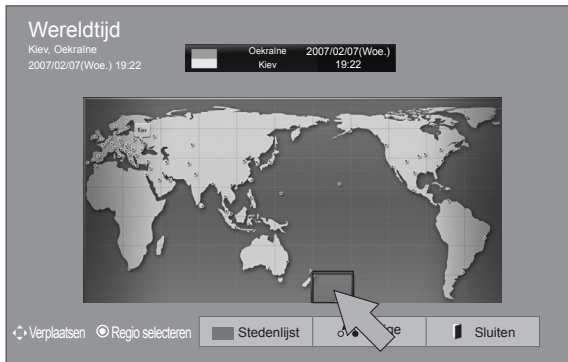 Wereldtijd
Kiev, Oekraïne
2007/02/07(Woe.) 19:22
Oekraïne 2007/02/07(Woe.)
Kiev 19:22
Kiev
Verplaatsen Regio selecteren Stedenlijst Sluiten